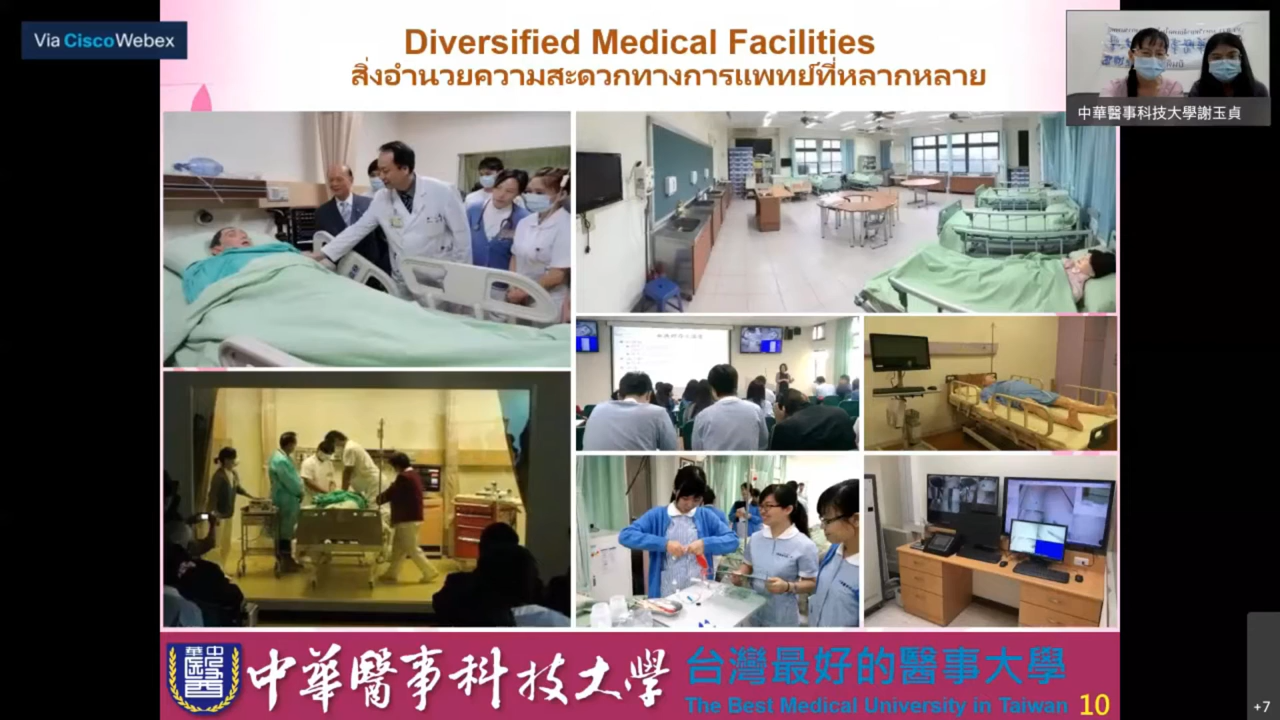 Via Cisco Webex
Diversified Medical Facilities
สิ่งอำนวยความสะดวกทางการแพทย์ที่หลากหลาย
中華醫事科技大學謝玉貞
中華醫事科技大學
台灣最好的醫事大學
The Best Medical University in Taiwan
10
+7